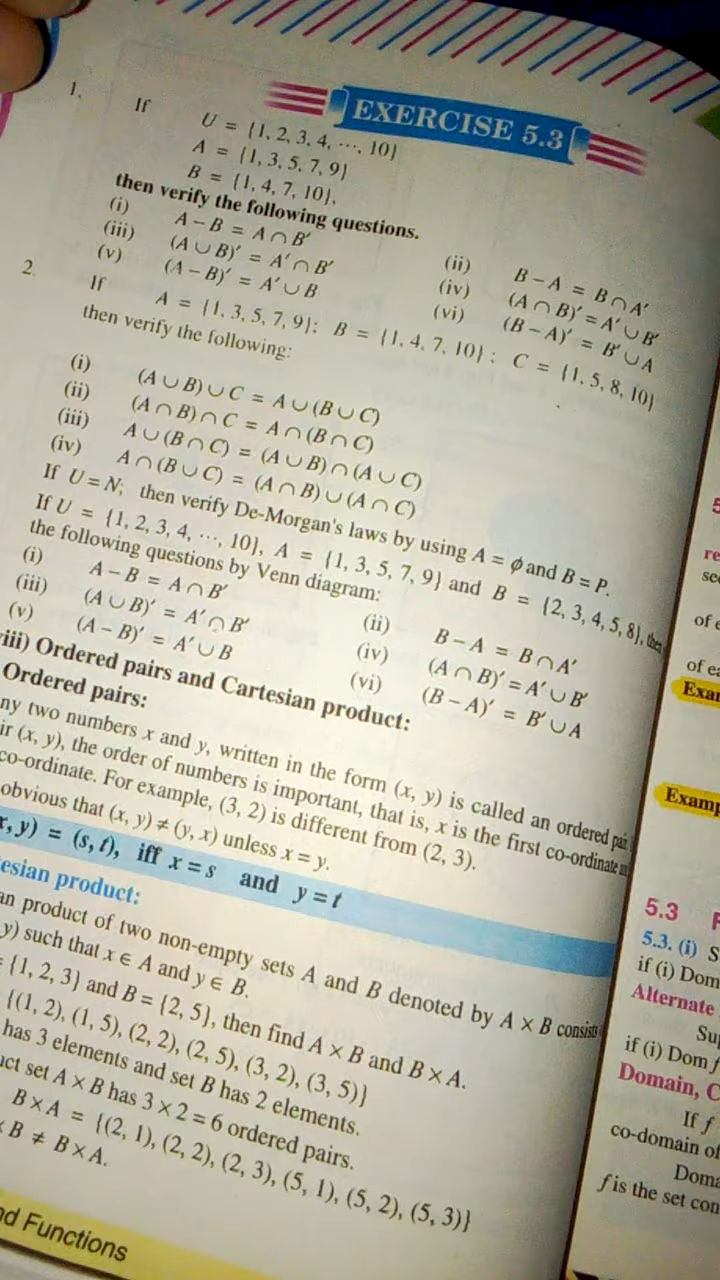 EXERCISE 5.3
1. If U = {1, 2, 3, 4, ..., 10}
A = {1, 3, 5, 7, 9}
B = {1, 4, 7, 10},
then verify the following questions.
(i) A – B = A ∩ B′ (ii) B – A = B ∩ A′
(iii) (A ∪ B)′ = A′ ∩ B′ (iv) (A ∩ B)′ = A′ ∪ B′
(v) (A – B)′ = A′ ∪ B (vi) (B – A)′ = B′ ∪ A
2. If A = {1, 3, 5, 7, 9}; B = {1, 4, 7, 10}; C = {1, 5, 8, 10}
then verify the following:
(i) (A ∪ B) ∪ C = A ∪ (B ∪ C)
(ii) (A ∩ B) ∩ C = A ∩ (B ∩ C)
(iii) A ∪ (B ∩ C) = (A ∪ B) ∩ (A ∪ C)
(iv) A ∩ (B ∪ C) = (A ∩ B) ∪ (A ∩ C)
If U = N; then verify De-Morgan's laws by using A = ϕ and B = P.
If U = {1, 2, 3, 4, ..., 10}, A = {1, 3, 5, 7, 9} and B = {2, 3, 4, 5, 8}, then
the following questions by Venn diagram:
(i) A – B = A ∩ B′ (ii) B – A = B ∩ A′
(iii) (A ∪ B)′ = A′ ∩ B′ (iv) (A ∩ B)′ = A′ ∪ B′
(v) (A – B)′ = A′ ∪ B (vi) (B – A)′ = B′ ∪ A
iii) Ordered pairs and Cartesian product:
Ordered pairs:
ny two numbers x and y, written in the form (x, y) is called an ordered pair
ir (x, y), the order of numbers is important, that is, x is the first co-ordinate
co-ordinate. For example, (3, 2) is different from (2, 3).
obvious that (x, y) ≠ (y, x) unless x = y.
x, y) = (s, t), iff x = s and y = t
esian product:
an product of two non-empty sets A and B denoted by A × B consists
y) such that x ∈ A and y ∈ B.
= {1, 2, 3} and B = {2, 5}, then find A × B and B × A.
{(1, 2), (1, 5), (2, 2), (2, 5), (3, 2), (3, 5)}
has 3 elements and set B has 2 elements.
uct set A × B has 3 × 2 = 6 ordered pairs.
B × A = {(2, 1), (2, 2), (2, 3), (5, 1), (5, 2), (5, 3)}
× B ≠ B × A.
nd Functions
5
re
sec
of e
of ea
Exam
Examp
5.3 F
5.3. (i) S
if (i) Dom
Alternate
Sup
if (i) Dom f
Domain, C
If f
co-domain of
Doma
f is the set con